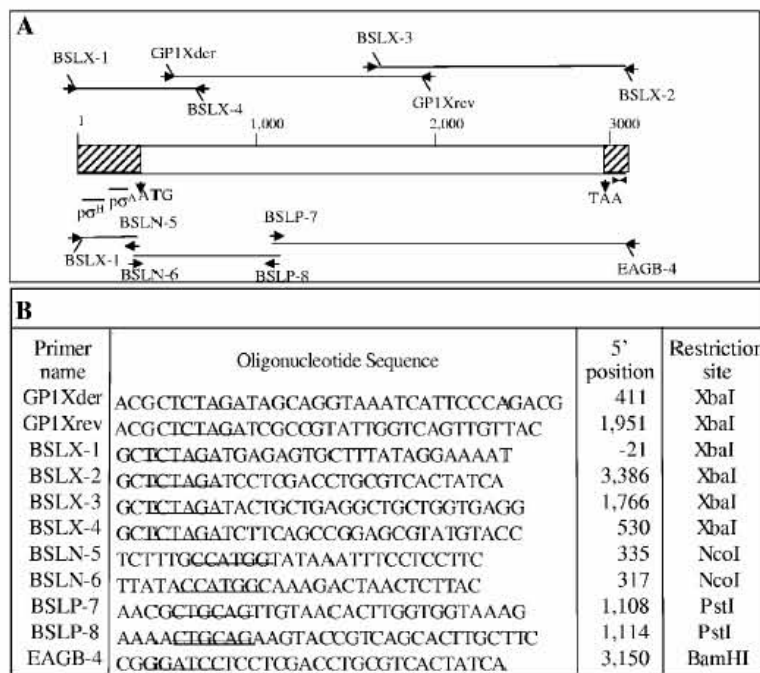 A
BSLX-1
GP1Xder
BSLX-3
BSLX-4
GP1Xrev
BSLX-2
1
1,000
2,000
3000
pσH pσA ATG
TAA
BSLN-5
BSLP-7
BSLX-1
BSLN-6
BSLP-8
EAGB-4
B
Primer name Oligonucleotide Sequence 5' position Restriction site
GP1Xder ACGCTCTAGATAGCAGGTAAATCATTCCCAGACG 411 XbaI
GP1Xrev ACGCTCTAGATCGCCGTATTGGTCAGTTGTTAC 1,951 XbaI
BSLX-1 GCTCTAGATGAGAGTGCTTTATAGGAAAAT -21 XbaI
BSLX-2 GCTCTAGATCCTCGACCTGCGTCACTATCA 3,386 XbaI
BSLX-3 GCTCTAGATACTGCTGAGGCTGCTGGTGAGG 1,766 XbaI
BSLX-4 GCTCTAGATCTTCAGCCGGAGCGTATGTACC 530 XbaI
BSLN-5 TCTTTGCCATGGTATAAATTTCCTCCTTC 335 NcoI
BSLN-6 TTATACCATGGCAAAGACTAACTCTTAC 317 NcoI
BSLP-7 AACGCTGCAGTTGTAACACTTGGTGGTAAAG 1,108 PstI
BSLP-8 AAAACTGCAGAAGTACCGTCAGCACTTGCTTC 1,114 PstI
EAGB-4 CGGGATCCTCCTCGACCTGCGTCACTATCA 3,150 BamHI